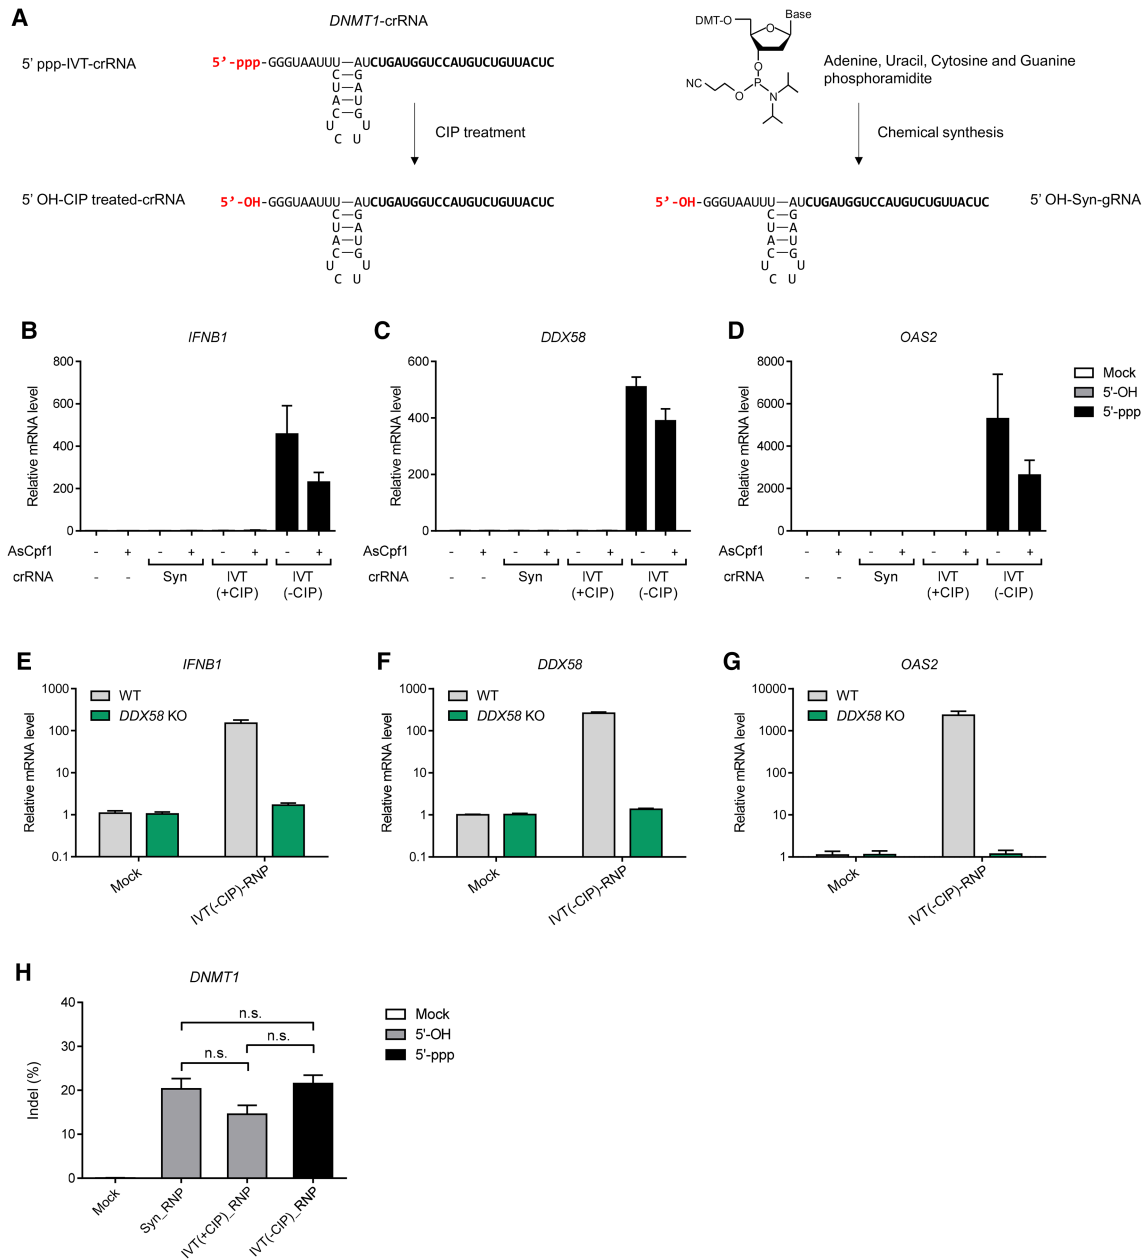 A
DNMT1-crRNA
5’ ppp-IVT-crRNA
5’-ppp-GGGUAAUUU AUCUGAUGGUCCAUGUCUGUUACUC
C G
U A
A U
C G
U U
C U
CIP treatment
5’ OH-CIP treated-crRNA
5’-OH-GGGUAAUUU AUCUGAUGGUCCAUGUCUGUUACUC
C G
U A
A U
C G
U U
C U
DMT-O
Base
O
O
P
NC
O
N
Adenine, Uracil, Cytosine and Guanine
phosphoramidite
Chemical synthesis
5’-OH-GGGUAAUUU AUCUGAUGGUCCAUGUCUGUUACUC
5’ OH-Syn-gRNA
C G
U A
A U
C G
U U
C U
B
IFNB1
Relative mRNA level
800
600
400
200
0
AsCpf1 - + - + - + - +
crRNA - - Syn IVT IVT
(+CIP) (-CIP)
C
DDX58
Relative mRNA level
600
400
200
0
AsCpf1 - + - + - + - +
crRNA - - Syn IVT IVT
(+CIP) (-CIP)
D
OAS2
Relative mRNA level
8000
6000
4000
2000
0
AsCpf1 - + - + - + - +
crRNA - - Syn IVT IVT
(+CIP) (-CIP)
Mock
5'-OH
5'-ppp
E
IFNB1
Relative mRNA level
1000
100
10
1
0.1
WT
DDX58 KO
Mock
IVT(-CIP)-RNP
F
DDX58
Relative mRNA level
1000
100
10
1
0.1
WT
DDX58 KO
Mock
IVT(-CIP)-RNP
G
OAS2
Relative mRNA level
10000
1000
100
10
1
WT
DDX58 KO
Mock
IVT(-CIP)-RNP
H
DNMT1
Indel (%)
40
30
20
10
0
n.s.
n.s.
n.s.
Mock
Syn_RNP
IVT(+CIP)_RNP
IVT(-CIP)_RNP
Mock
5'-OH
5'-ppp